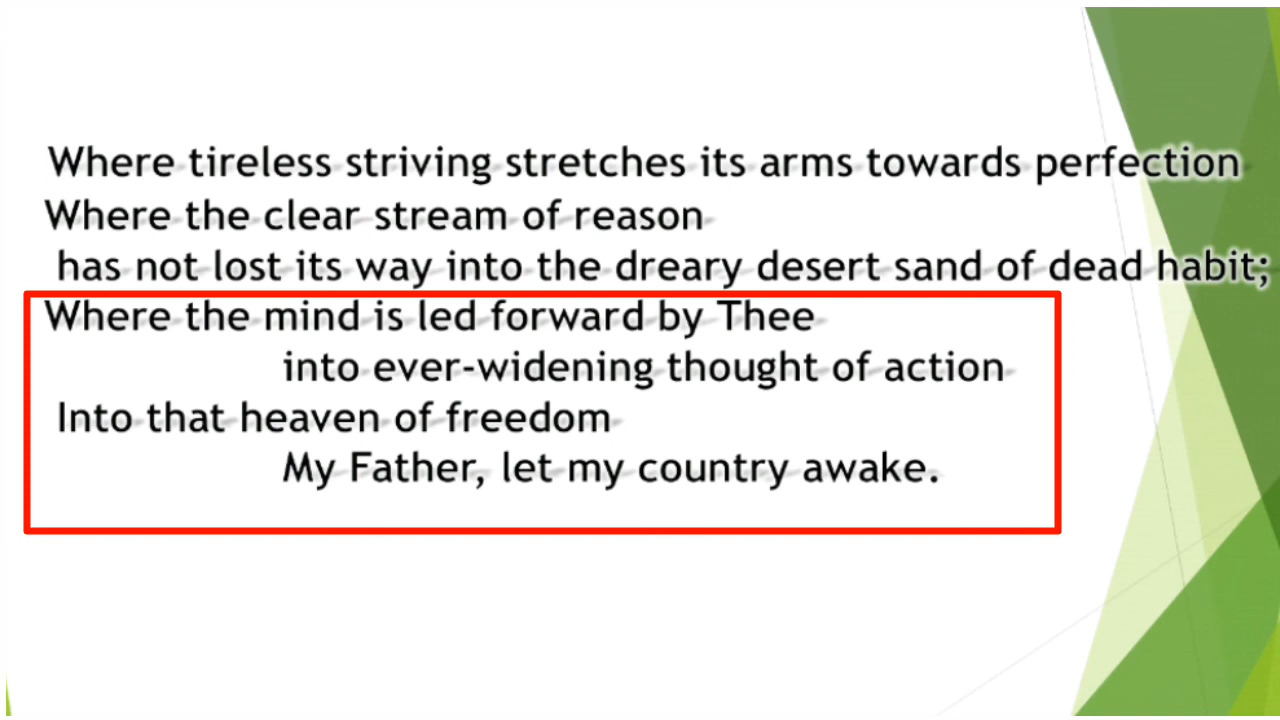 Where tireless striving stretches its arms towards perfection
Where the clear stream of reason
has not lost its way into the dreary desert sand of dead habit;
Where the mind is led forward by Thee
into ever-widening thought of action
Into that heaven of freedom
My Father, let my country awake.